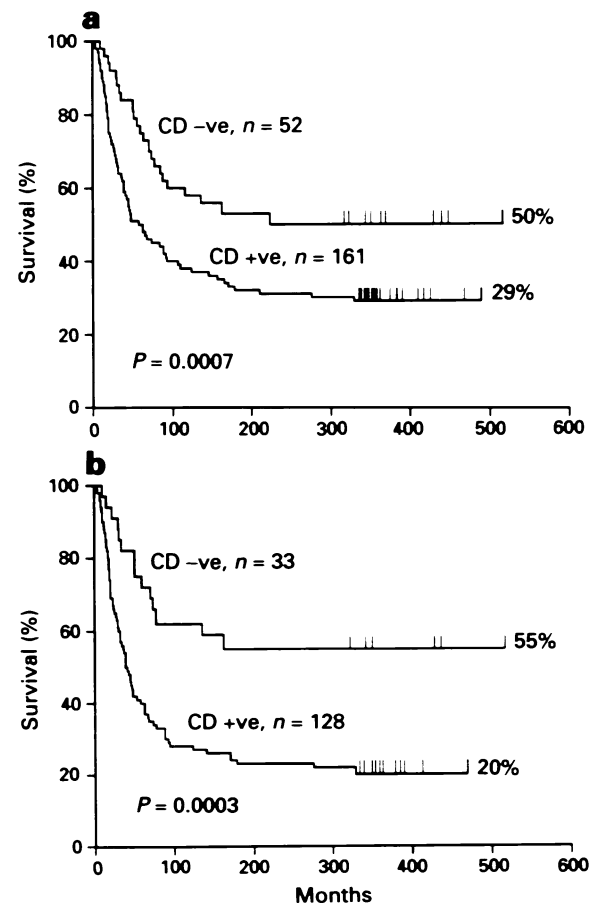 a
100
80
60
40
20
0
Survival (%)
CD –ve, n = 52
50%
CD +ve, n = 161
29%
P = 0.0007
0 100 200 300 400 500 600
b
100
80
60
40
20
0
Survival (%)
CD –ve, n = 33
55%
CD +ve, n = 128
20%
P = 0.0003
0 100 200 300 400 500 600
Months